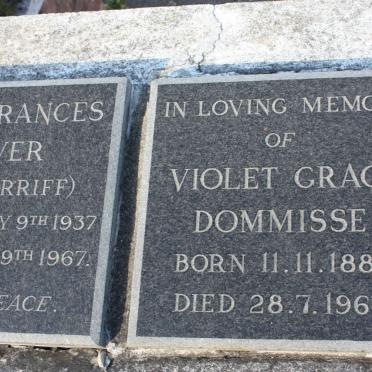 RANCES
VER
RRIFF)
Y 9TH 1937
9TH 1967.
EACE.
IN LOVING MEMO
OF
VIOLET GRAC
DOMMISSE
BORN 11.11.188
DIED 28.7.196